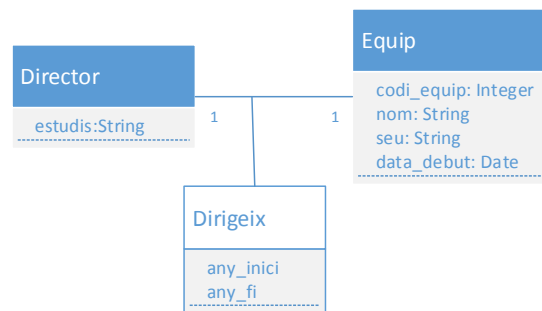 Director
estudis:String
1
1
Equip
codi_equip: Integer
nom: String
seu: String
data_debut: Date
Dirigeix
any_inici
any_fi